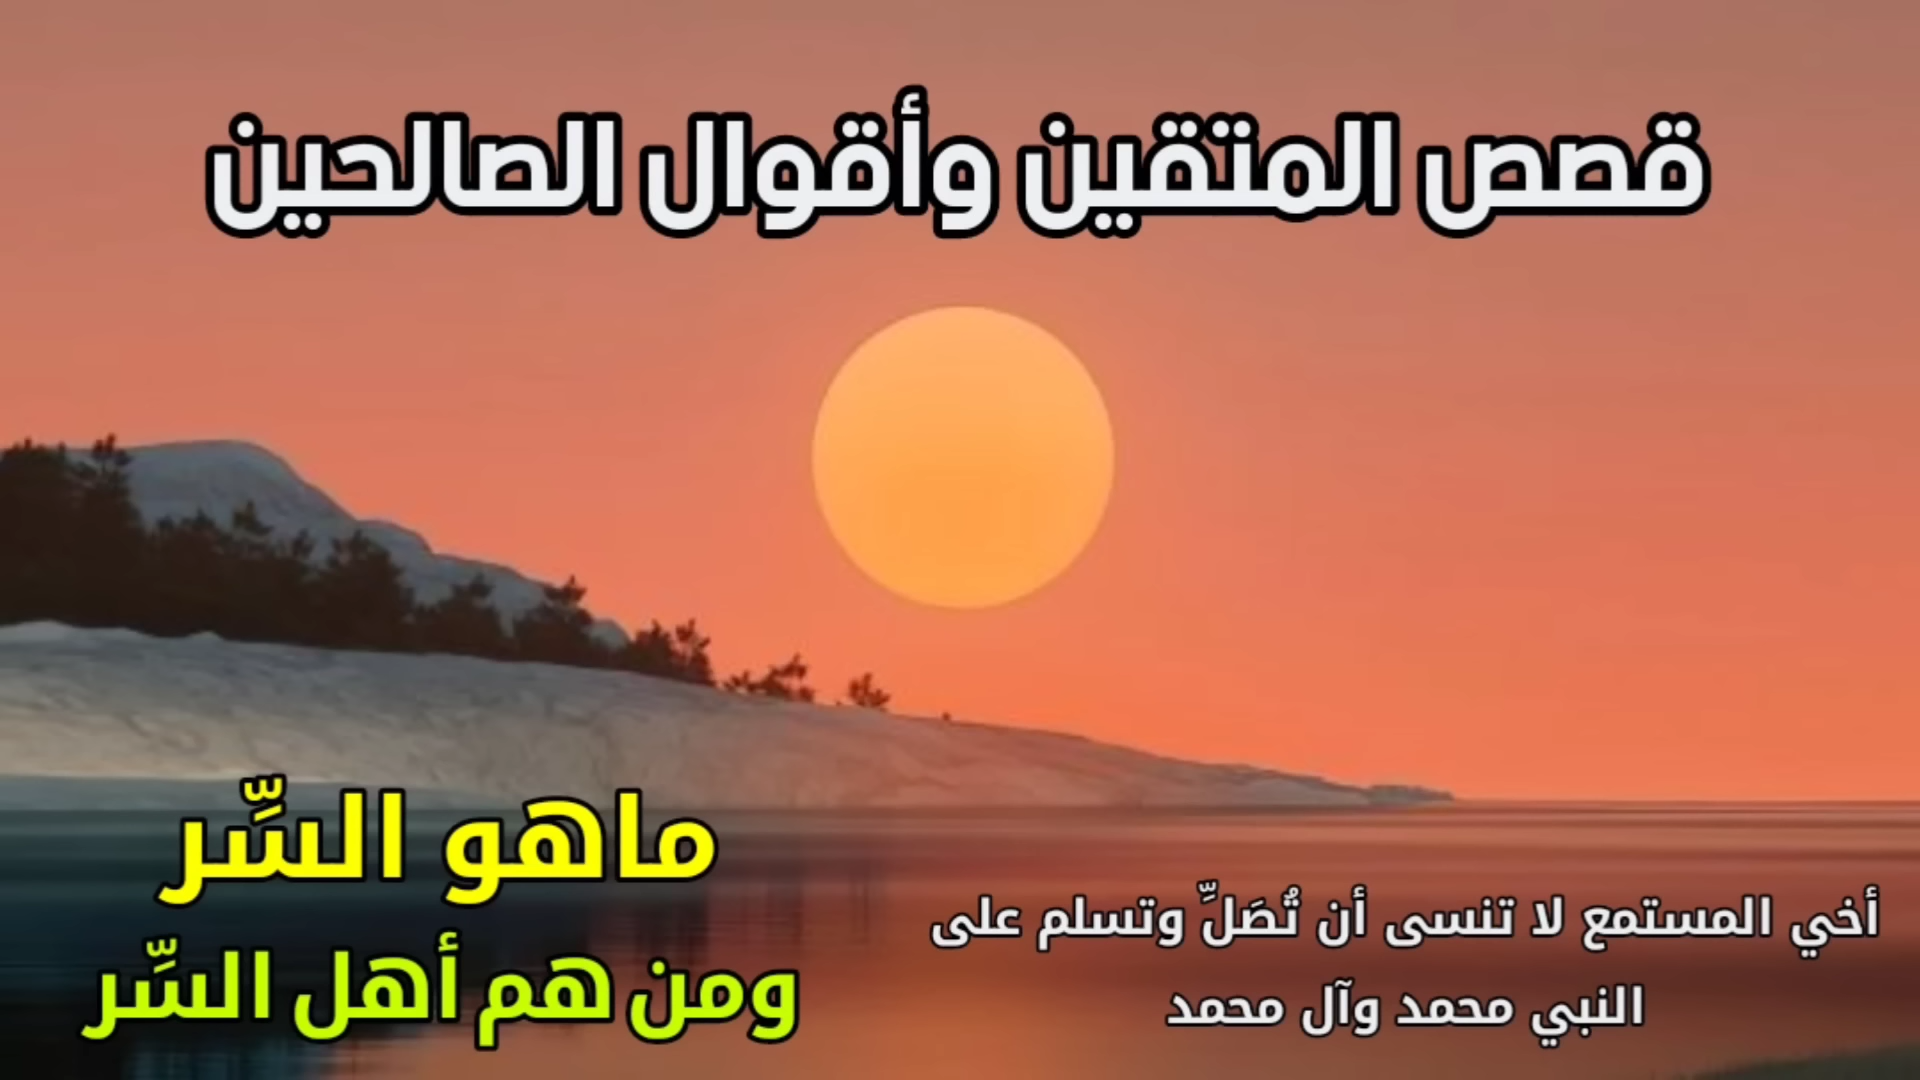 قصص المتقين وأقوال الصالحين
ماهو السِّر
ومن هم أهل السِّر
أخي المستمع لا تنسى أن تُصَلِّ وتسلم على
النبي محمد وآل محمد